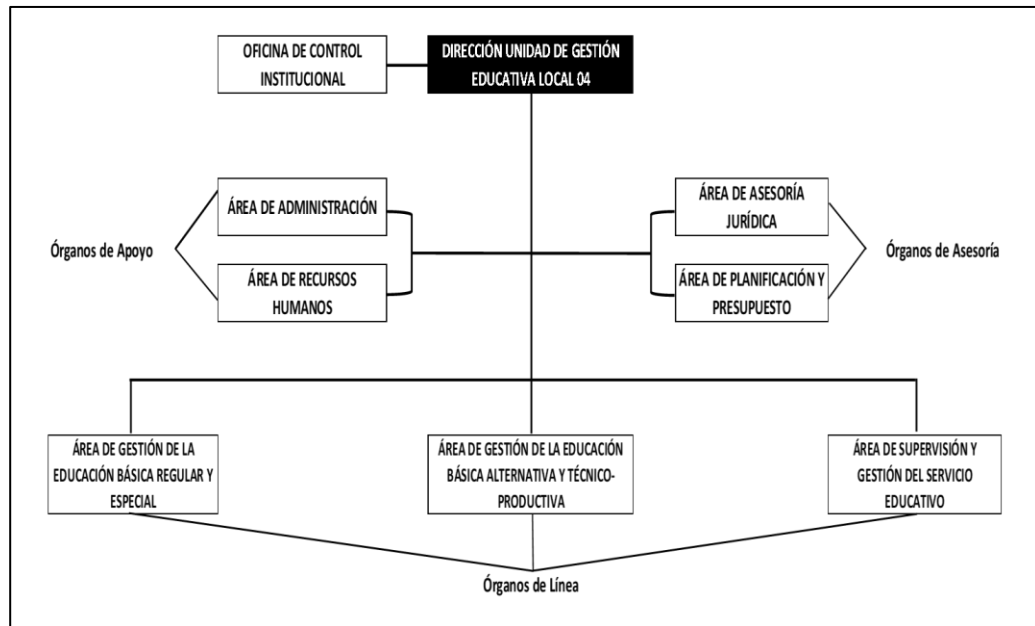 OFICINA DE CONTROL
INSTITUCIONAL
DIRECCIÓN UNIDAD DE GESTIÓN
EDUCATIVA LOCAL 04
ÁREA DE ADMINISTRACIÓN
ÁREA DE ASESORÍA
JURÍDICA
Órganos de Apoyo
Órganos de Asesoría
ÁREA DE RECURSOS
HUMANOS
ÁREA DE PLANIFICACIÓN Y
PRESUPUESTO
ÁREA DE GESTIÓN DE LA
EDUCACIÓN BÁSICA REGULAR Y
ESPECIAL
ÁREA DE GESTIÓN DE LA EDUCACIÓN
BÁSICA ALTERNATIVA Y TÉCNICO-
PRODUCTIVA
ÁREA DE SUPERVISIÓN Y
GESTIÓN DEL SERVICIO
EDUCATIVO
Órganos de Línea